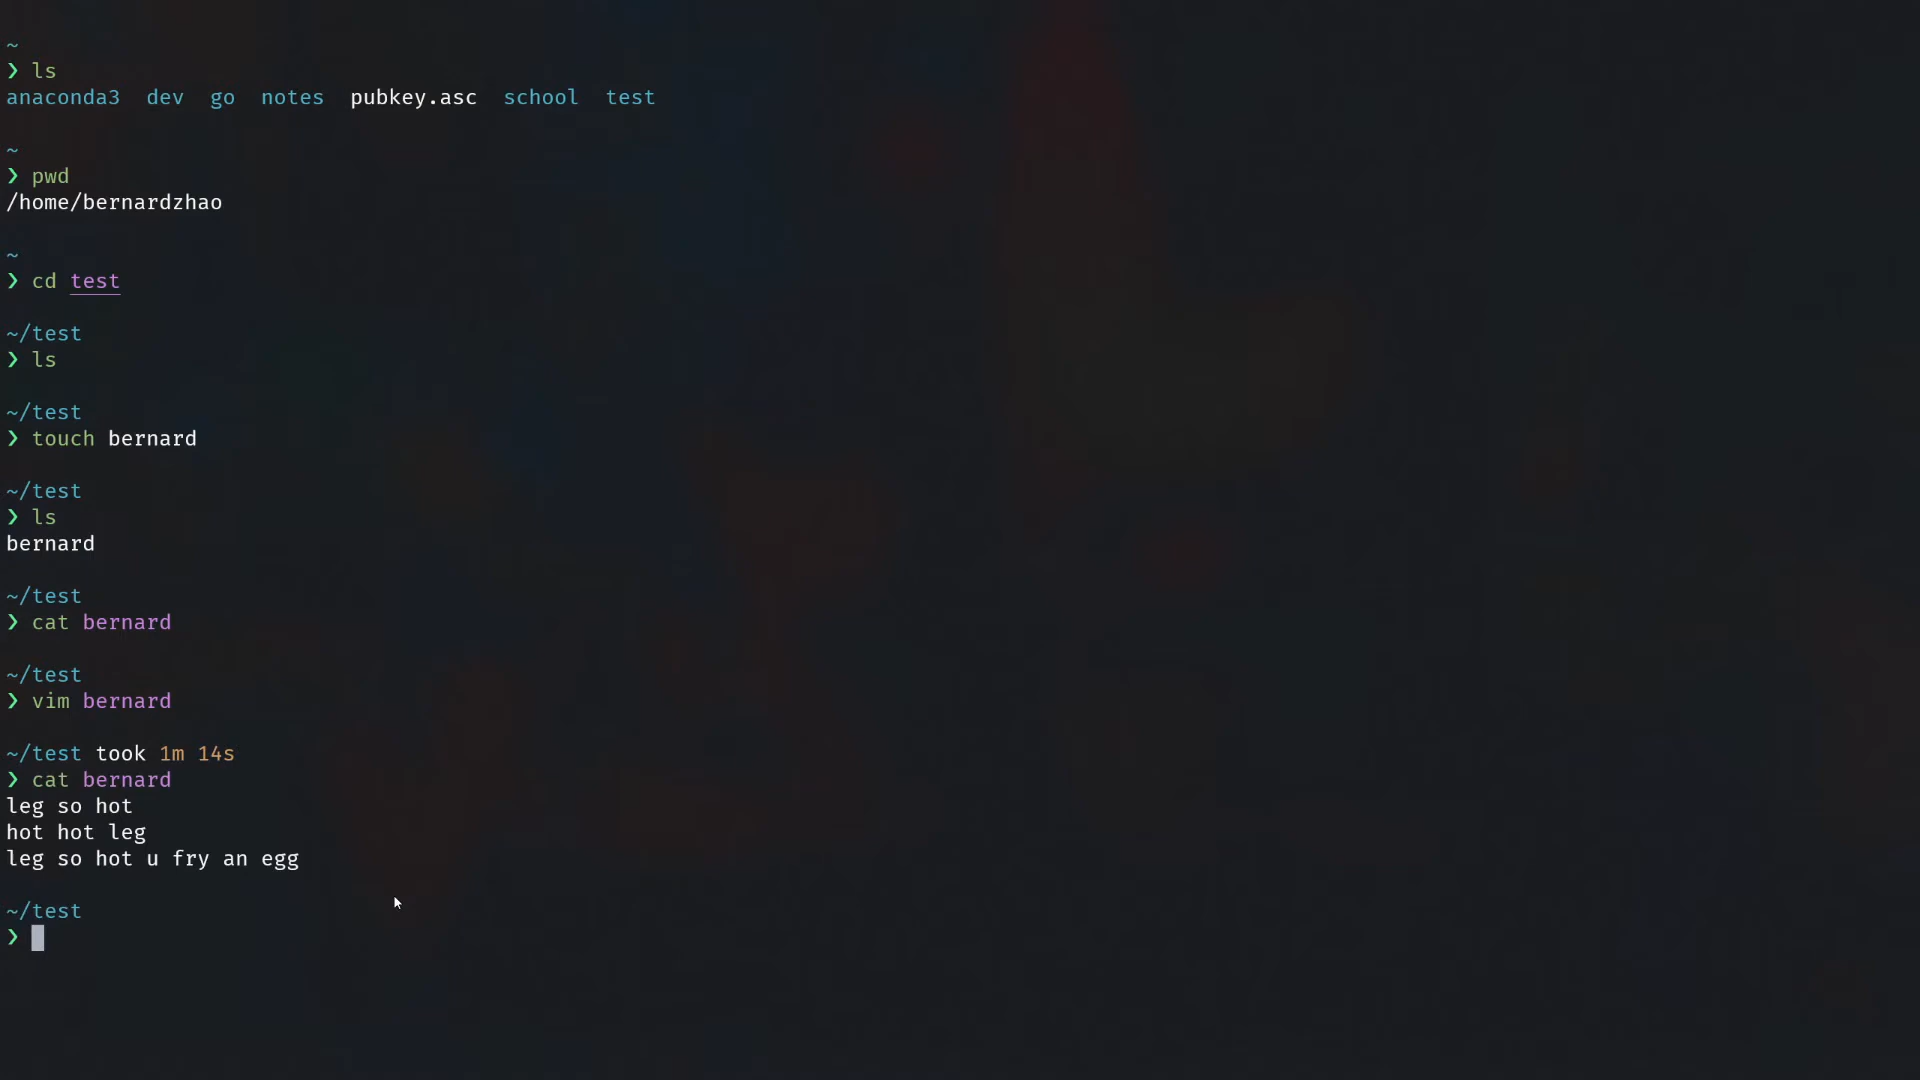 ~
❯ ls
anaconda3 dev go notes pubkey.asc school test
~
❯ pwd
/home/bernardzhao
~
❯ cd test
~/test
❯ ls
~/test
❯ touch bernard
~/test
❯ ls
bernard
~/test
❯ cat bernard
~/test
❯ vim bernard
~/test took 1m 14s
❯ cat bernard
leg so hot
hot hot leg
leg so hot u fry an egg
~/test
❯